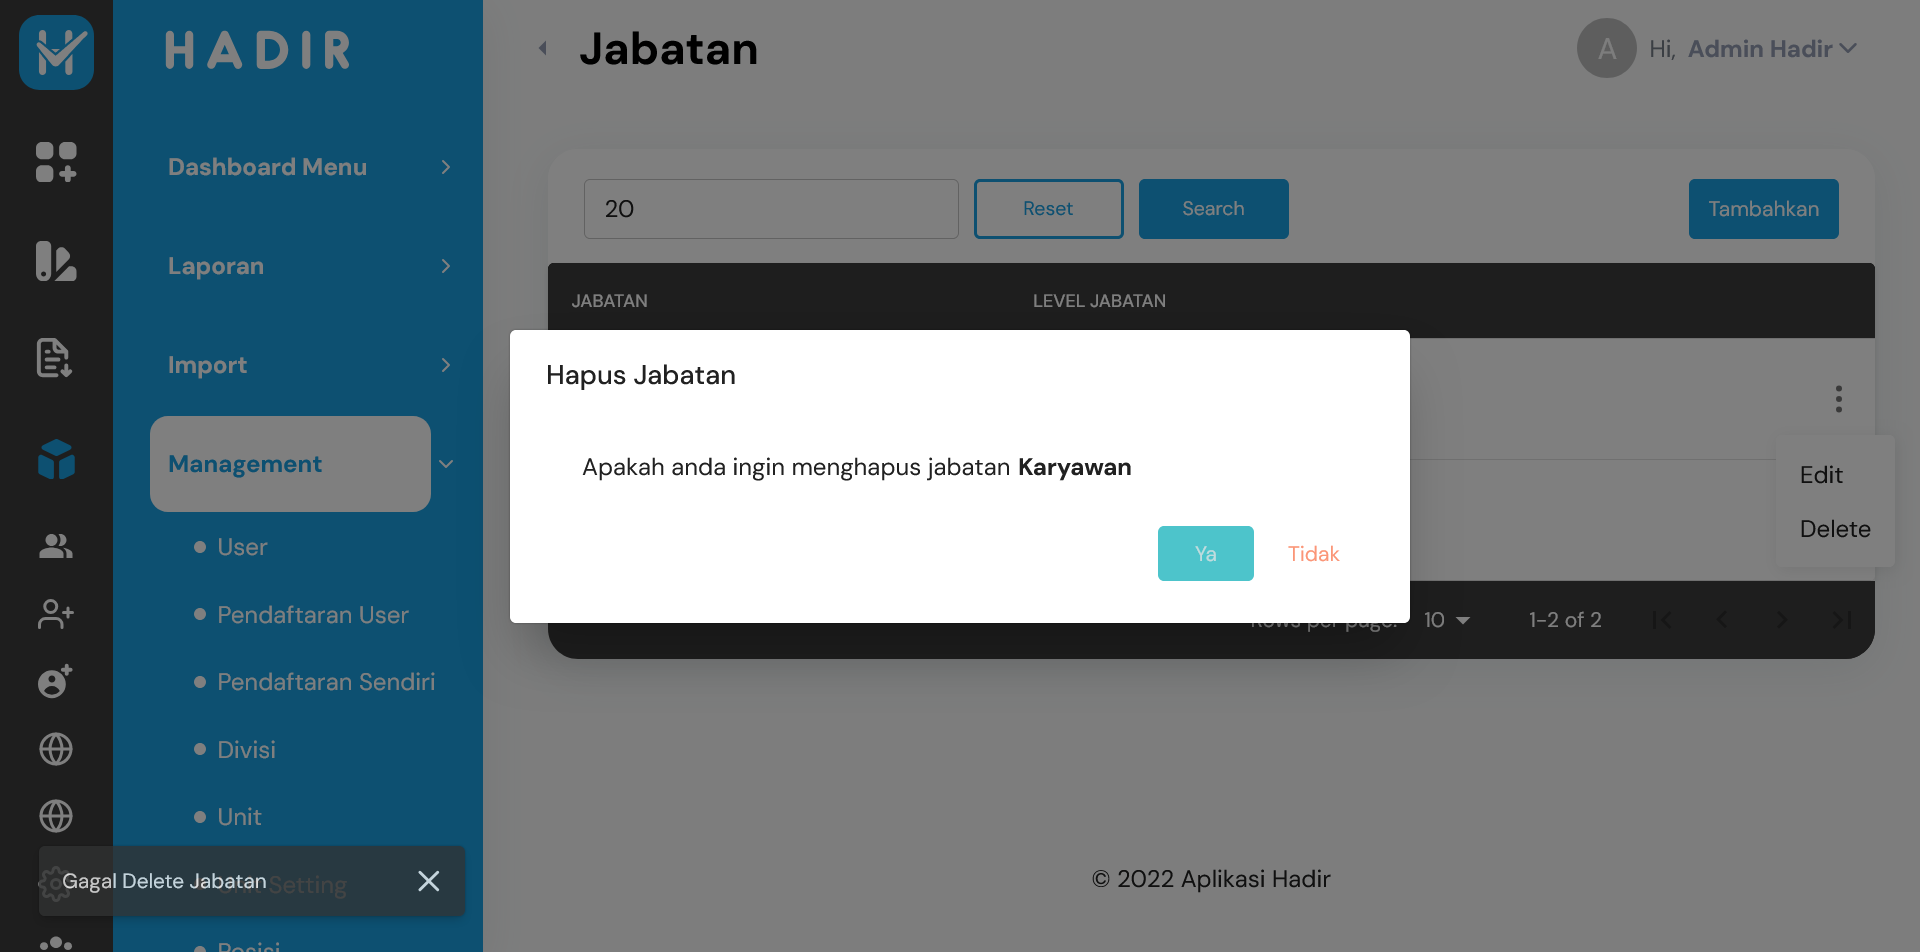 HADIR
Jabatan
A
Hi, Admin Hadir
Dashboard Menu
Laporan
Import
Management
User
Pendaftaran User
Pendaftaran Sendiri
Divisi
Unit
Unit Setting
Posisi
20
Reset
Search
Tambahkan
JABATAN
LEVEL JABATAN
Hapus Jabatan
Apakah anda ingin menghapus jabatan Karyawan
Ya
Tidak
Edit
Delete
Rows per page:
10
1-2 of 2
Gagal Delete Jabatan
© 2022 Aplikasi Hadir